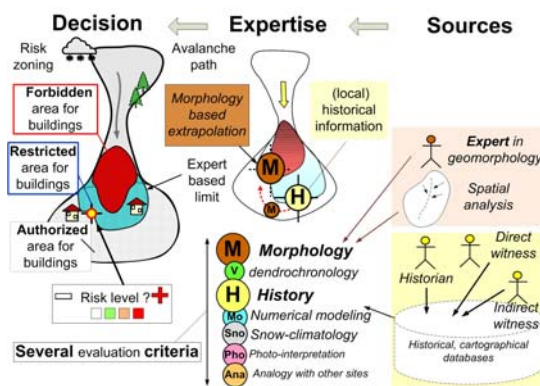 Decision
Expertise
Sources
Risk
zoning
Forbidden
area for
buildings
Restricted
area for
buildings
Authorized
area for
buildings
Risk level ?
Several evaluation criteria
Avalanche
path
Morphology
based
extrapolation
(local)
historical
information
Expert
based
limit
M
M
H
M Morphology
V dendrochronology
H History
Mo Numerical modeling
Sno Snow-climatology
Pho Photo-interpretation
Ana Analogy with other sites
Expert in
geomorphology
Spatial
analysis
Direct
witness
Historian
Indirect
witness
Historical, cartographical
databases